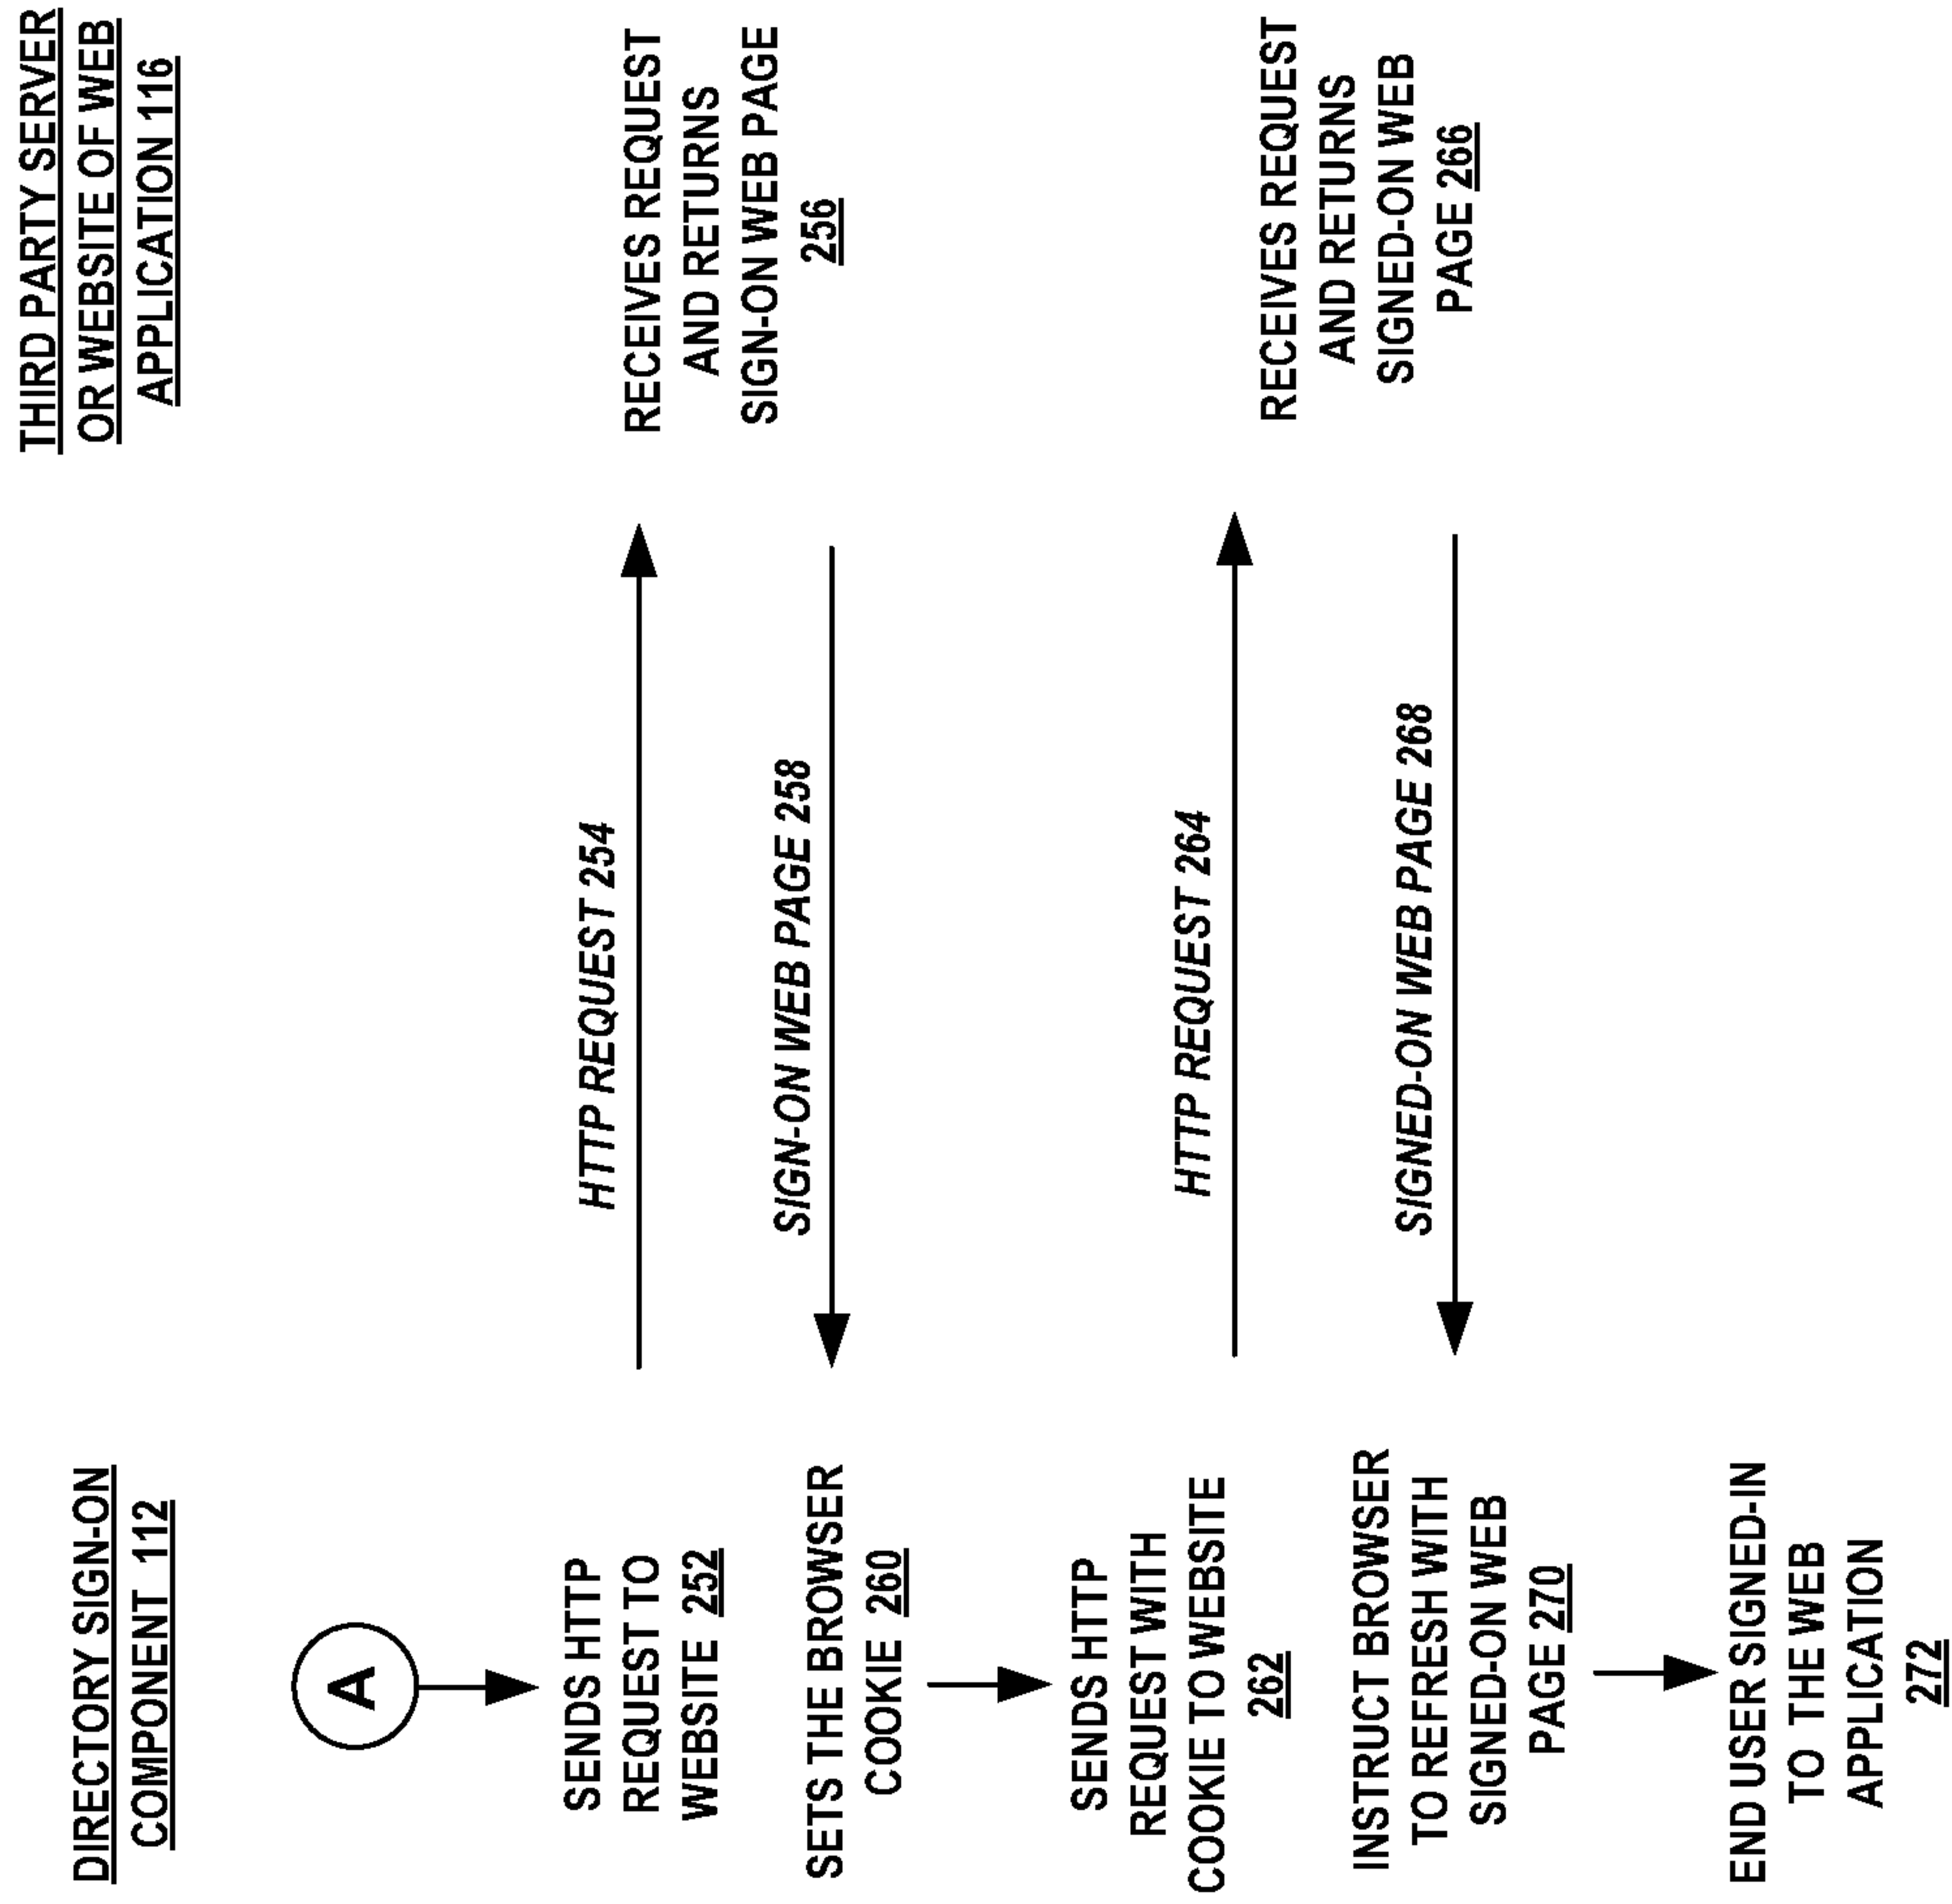 DIRECTORY SIGN-ON
COMPONENT 112
THIRD PARTY SERVER
OR WEBSITE OF WEB
APPLICATION 116
A
SENDS HTTP
REQUEST TO
WEBSITE 252
HTTP REQUEST 254
RECEIVES REQUEST
AND RETURNS
SIGN-ON WEB PAGE
256
SIGN-ON WEB PAGE 258
SETS THE BROWSER
COOKIE 260
SENDS HTTP
REQUEST WITH
COOKIE TO WEBSITE
262
HTTP REQUEST 264
RECEIVES REQUEST
AND RETURNS
SIGNED-ON WEB
PAGE 266
SIGNED-ON WEB PAGE 268
INSTRUCT BROWSER
TO REFRESH WITH
SIGNED-ON WEB
PAGE 270
END USER SIGNED-IN
TO THE WEB
APPLICATION
272